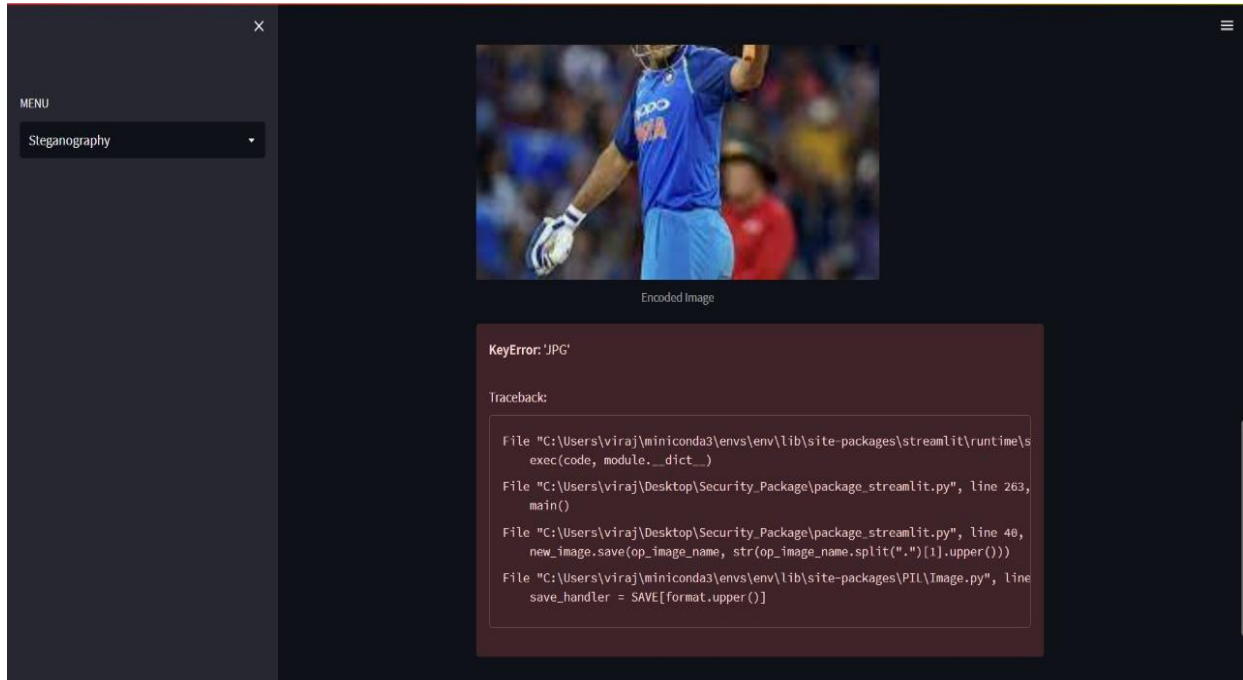 MENU
Steganography
oppo
Encoded Image
KeyError: 'JPG'
Traceback:
File "C:\Users\viraj\miniconda3\envs\env\lib\site-packages\streamlit\runtime\s
exec(code, module.__dict__)
File "C:\Users\viraj\Desktop\Security_Package\package_streamlit.py", line 263,
main()
File "C:\Users\viraj\Desktop\Security_Package\package_streamlit.py", line 40,
new_image.save(op_image_name, str(op_image_name.split(".")[1].upper()))
File "C:\Users\viraj\miniconda3\envs\env\lib\site-packages\PIL\Image.py", line
save_handler = SAVE[format.upper()]